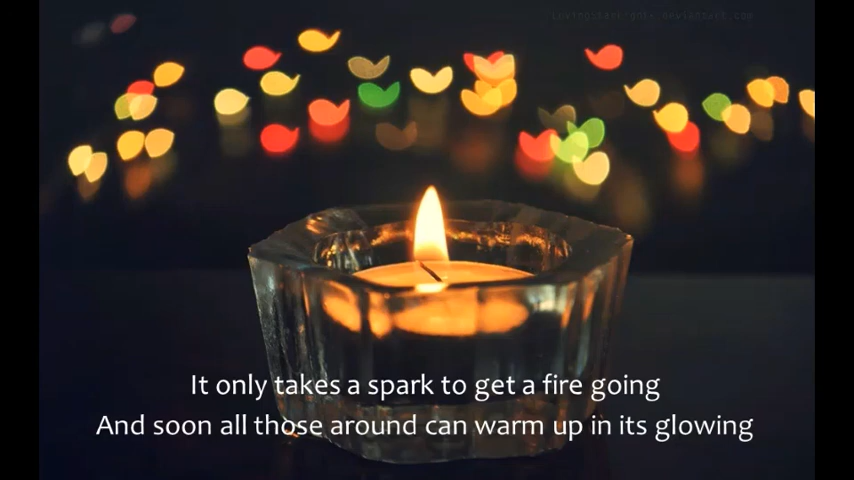 It only takes a spark to get a fire going
And soon all those around can warm up in its glowing